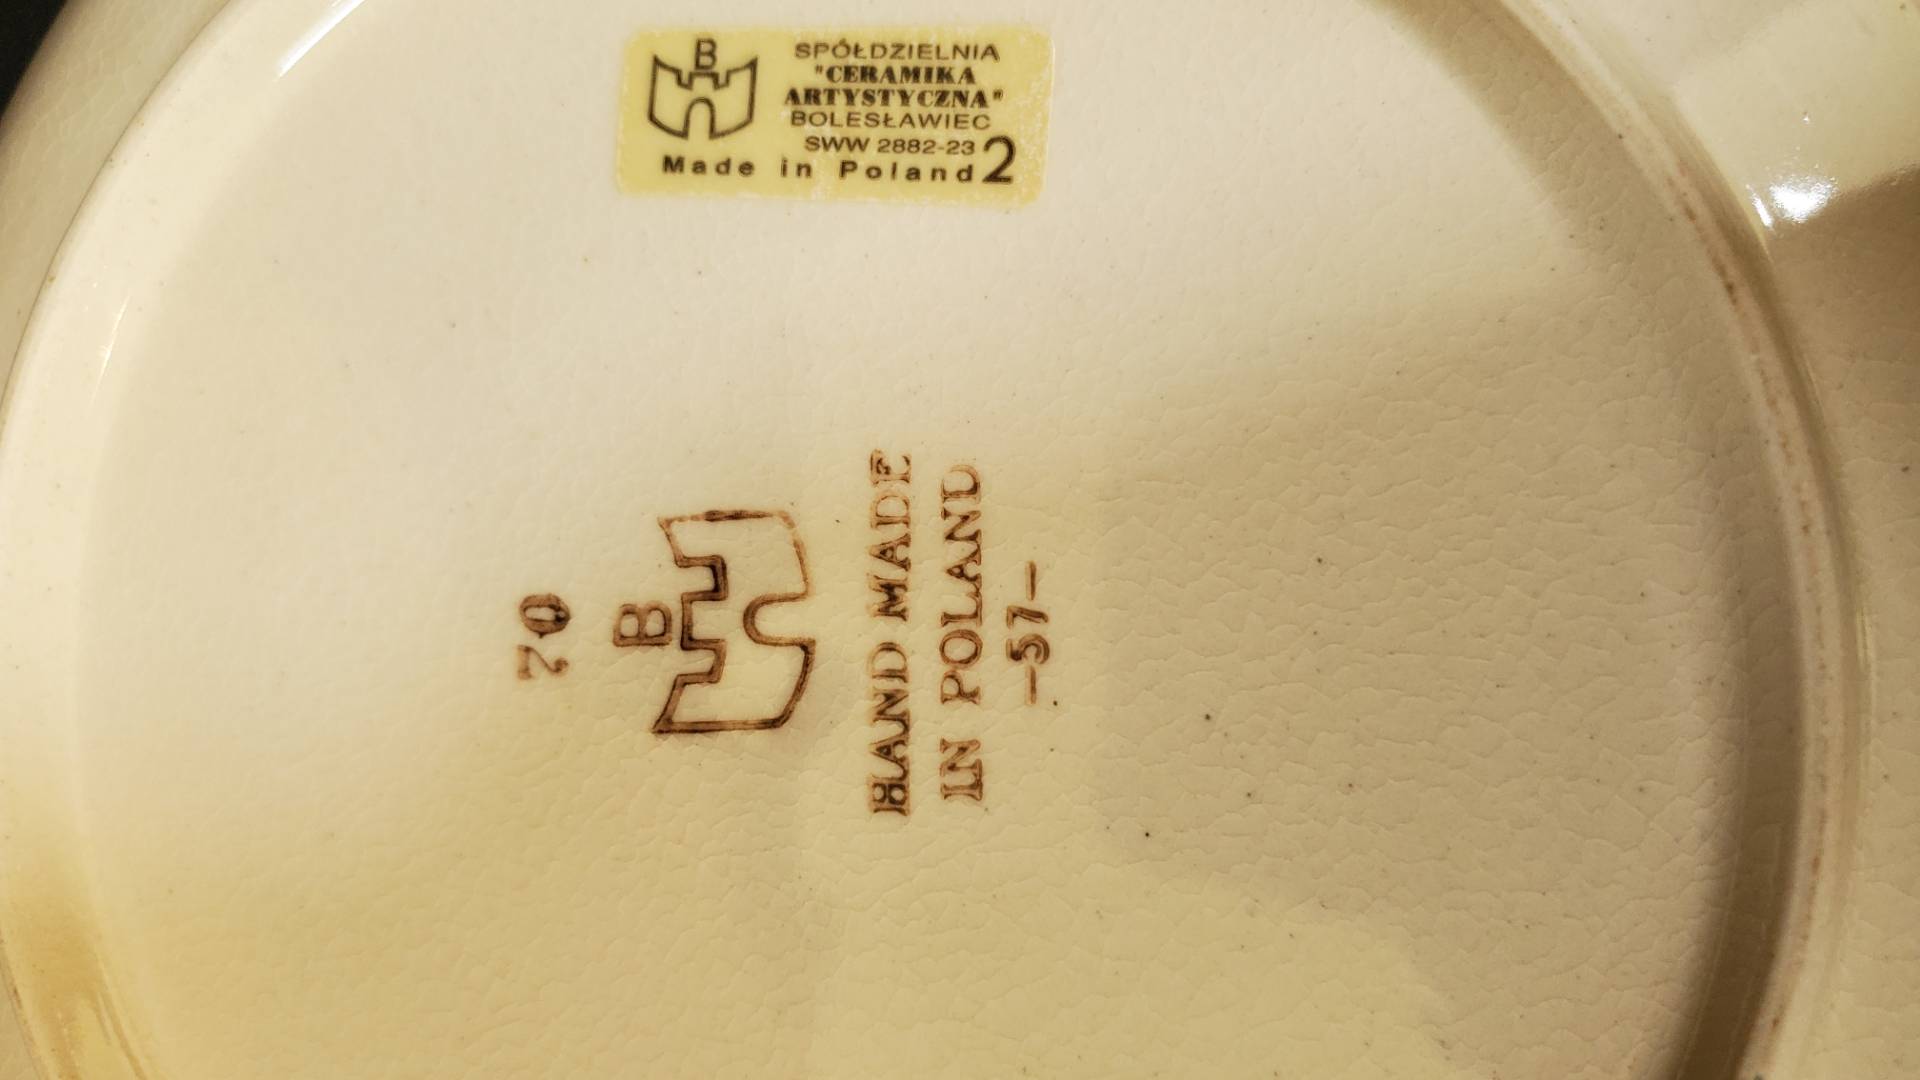 B
SPÓŁDZIELNIA
"CERAMIKA
ARTYSTYCZNA"
BOLESŁAWIEC
SWW 2882-23 2
Made in Poland
70
B
HAND MADE
IN POLAND
-57-